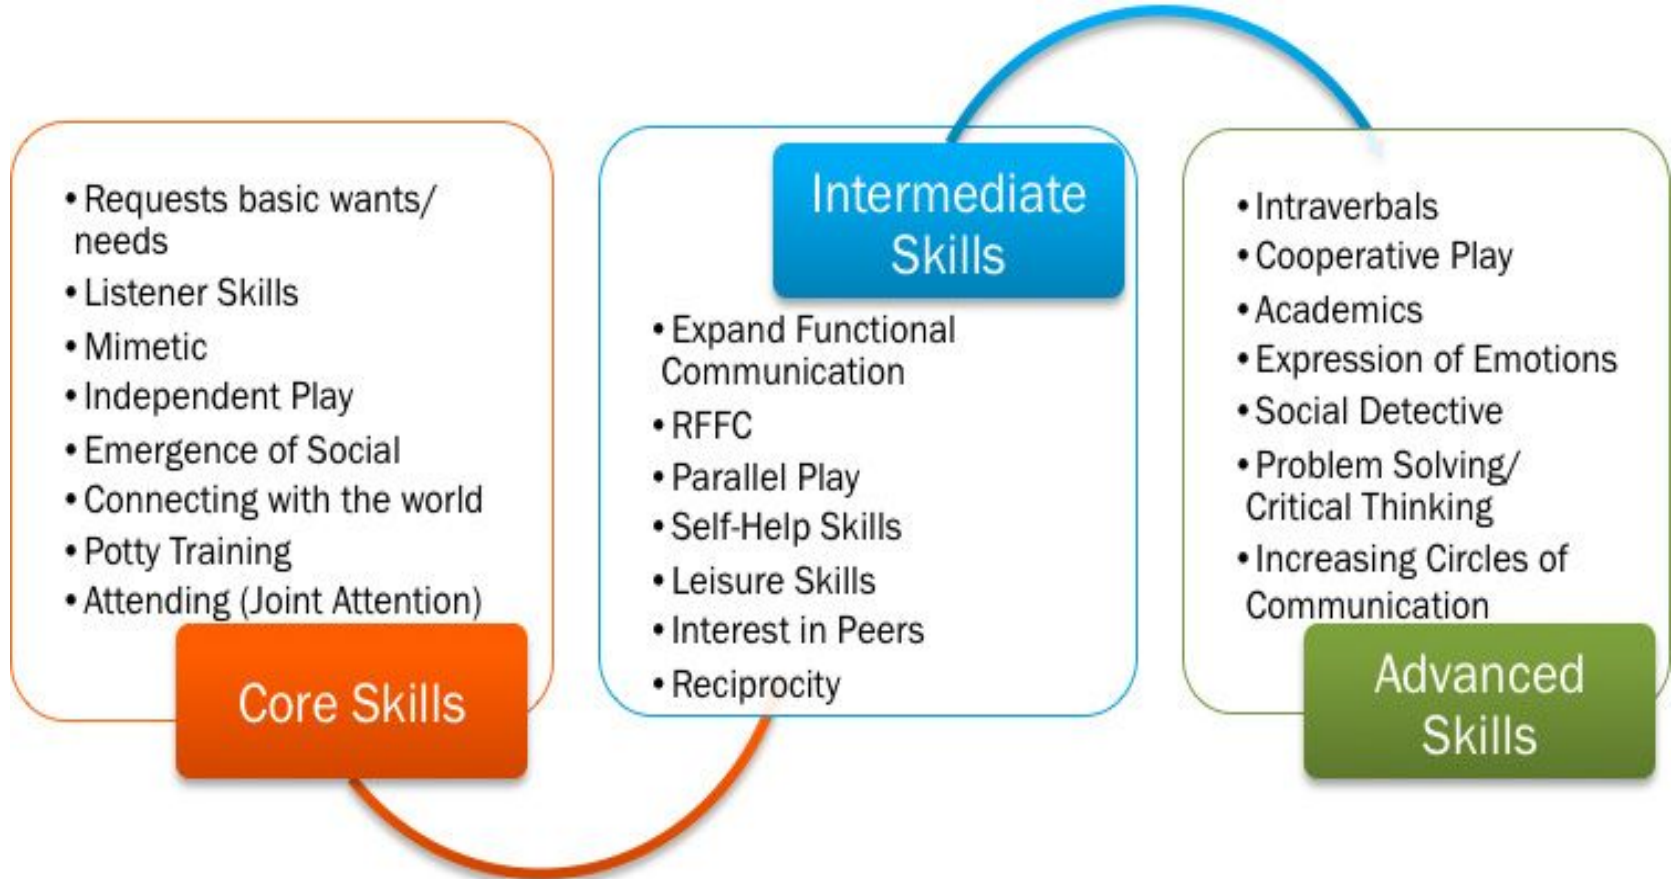 • Requests basic wants/
needs
• Listener Skills
• Mimetic
• Independent Play
• Emergence of Social
• Connecting with the world
• Potty Training
• Attending (Joint Attention)
Core Skills
Intermediate
Skills
• Expand Functional
Communication
• RFFC
• Parallel Play
• Self-Help Skills
• Leisure Skills
• Interest in Peers
• Reciprocity
• Intraverbals
• Cooperative Play
• Academics
• Expression of Emotions
• Social Detective
• Problem Solving/
Critical Thinking
• Increasing Circles of
Communication
Advanced
Skills